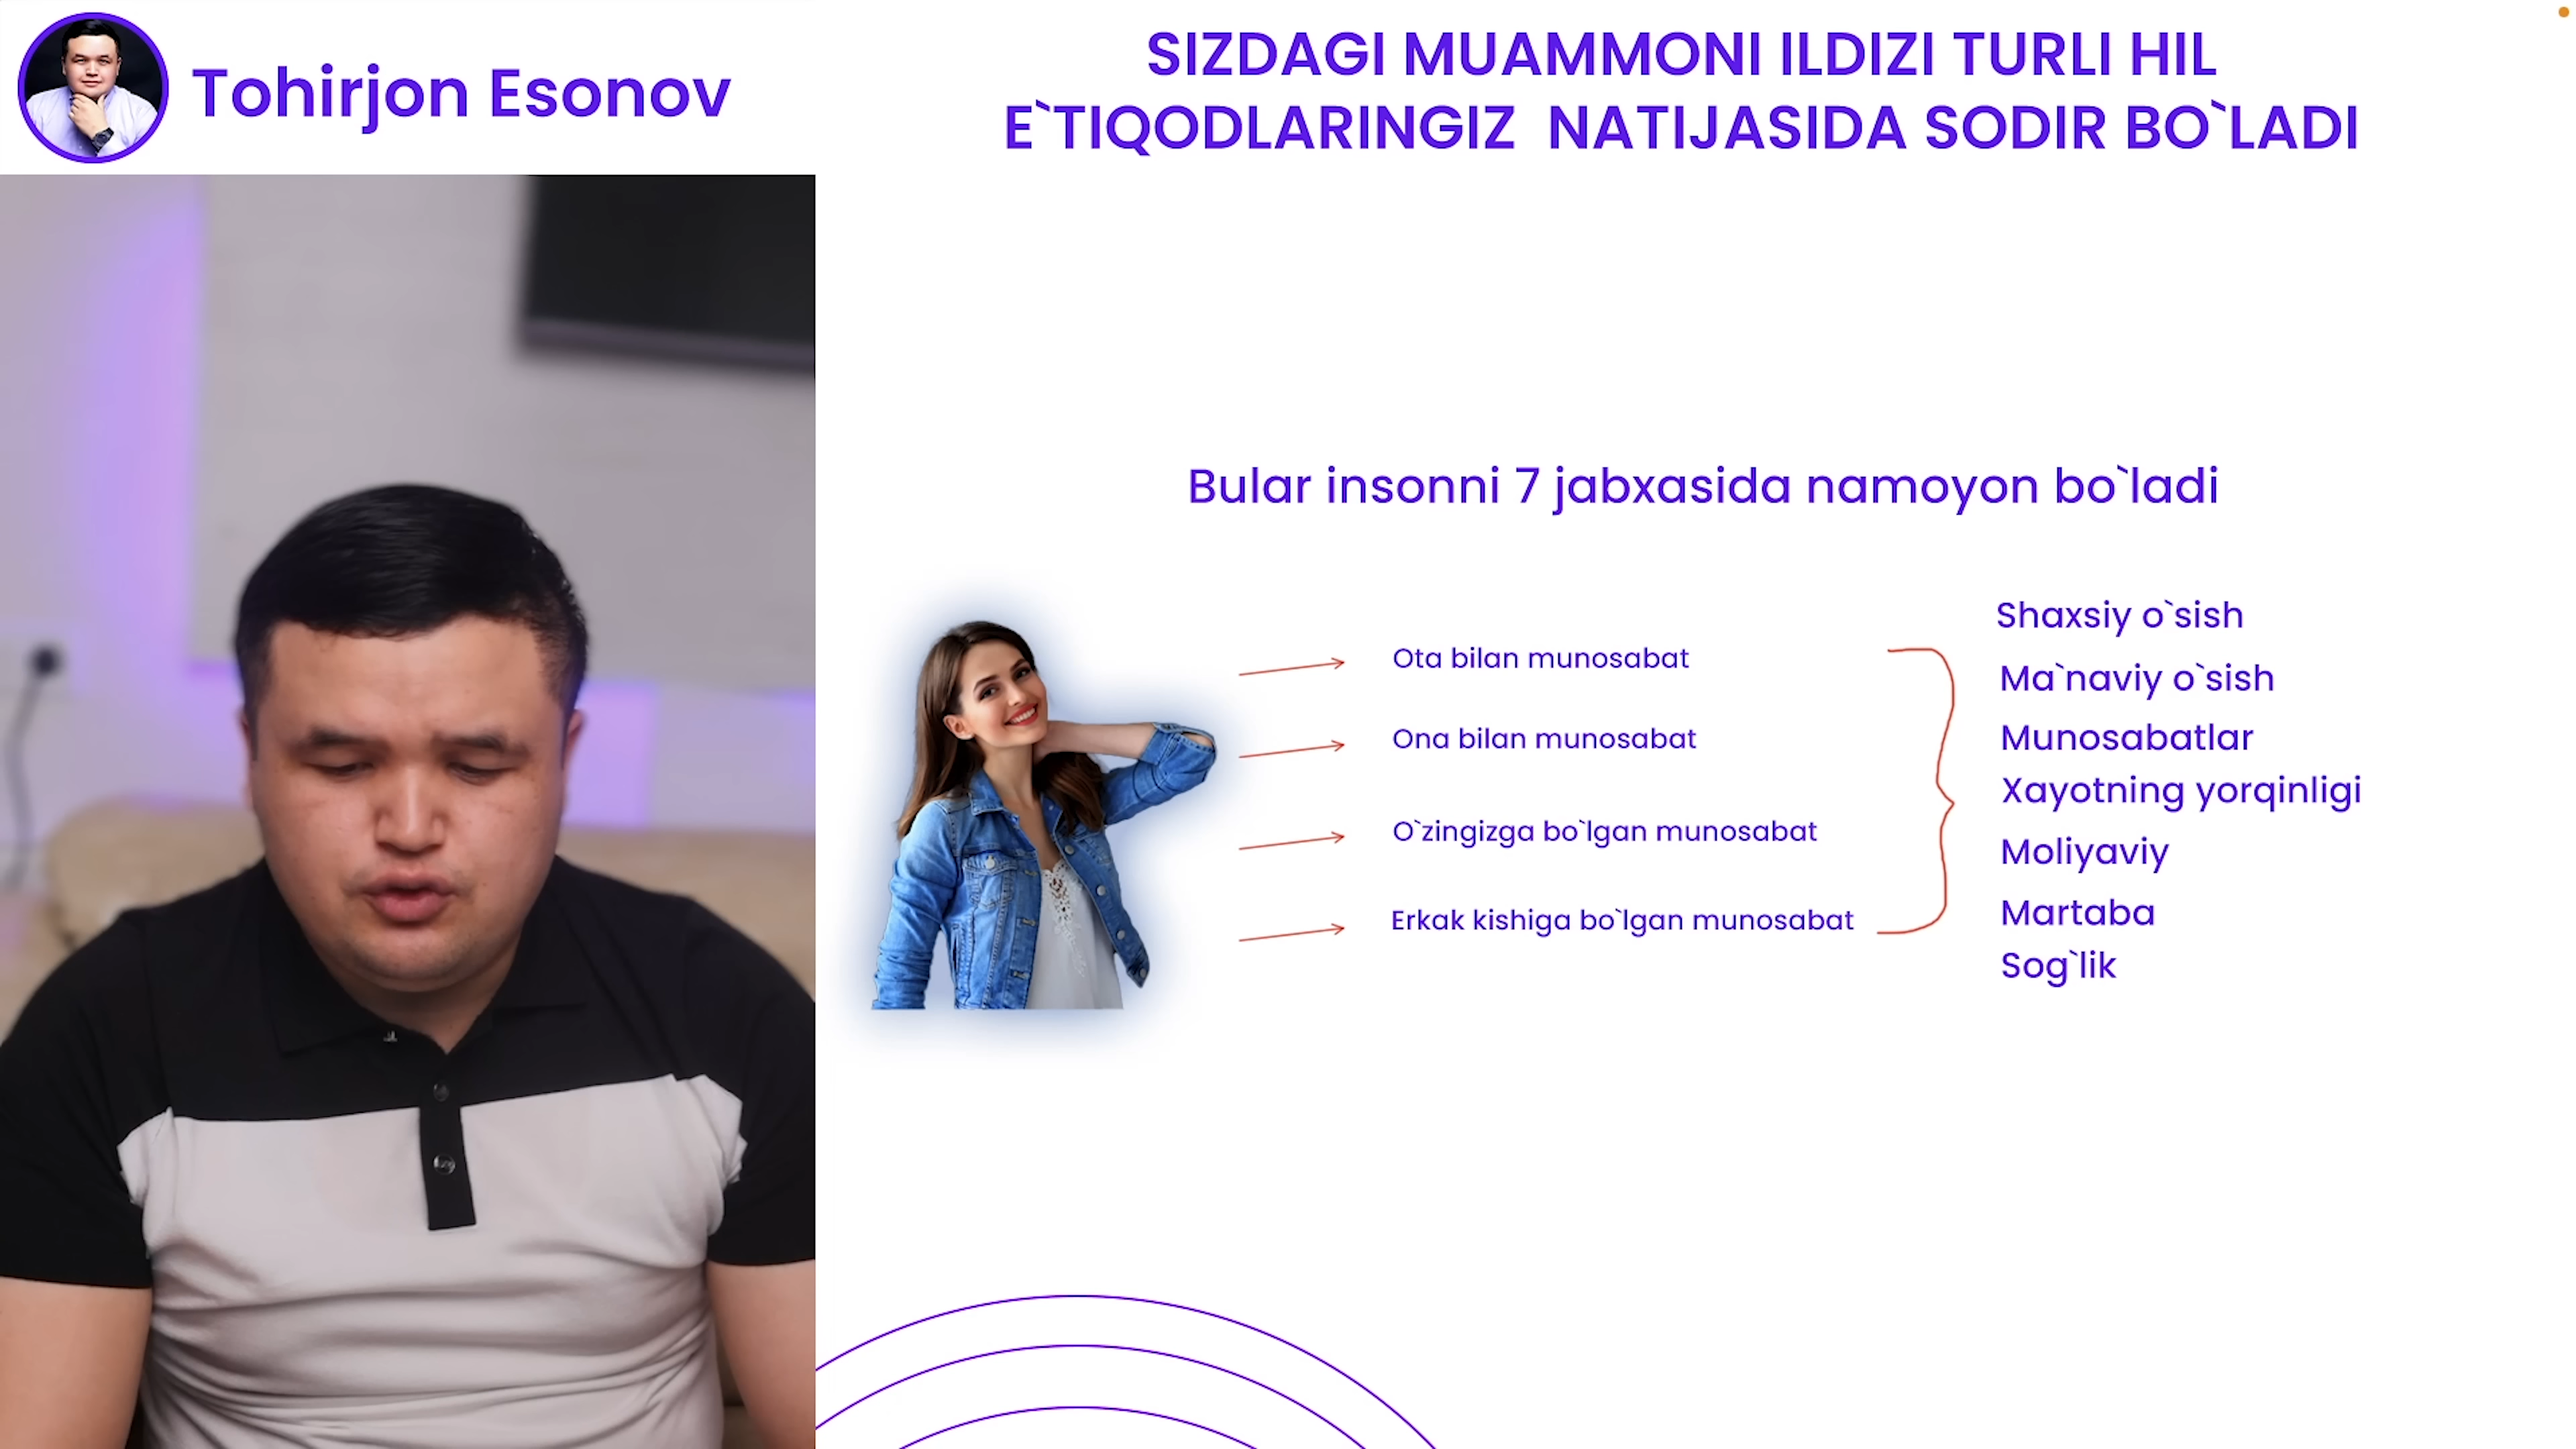 Tohirjon Esonov
SIZDAGI MUAMMONI ILDIZI TURLI HIL
E`TIQODLARINGIZ NATIJASIDA SODIR BO`LADI
Bular insonni 7 jabxasida namoyon bo`ladi
Ota bilan munosabat
Ona bilan munosabat
O`zingizga bo`lgan munosabat
Erkak kishiga bo`lgan munosabat
Shaxsiy o`sish
Ma`naviy o`sish
Munosabatlar
Xayotning yorqinligi
Moliyaviy
Martaba
Sog`lik